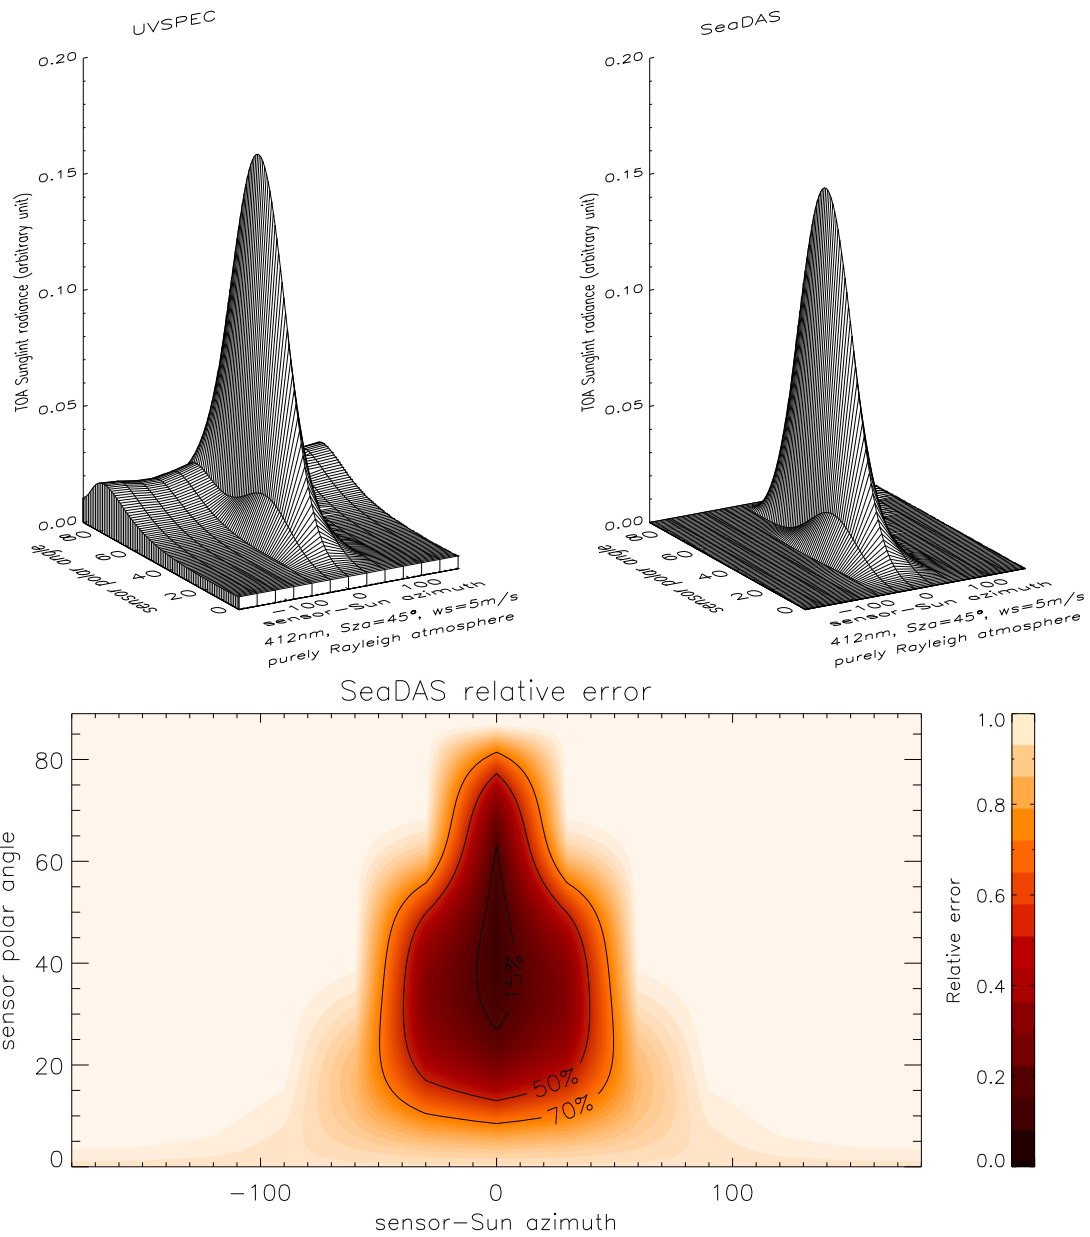 UVSPEC
SeaDAS
0.20
0.15
0.10
0.05
0.00
TOA Sunglint radiance (arbitrary unit)
80
60
40
20
0
sensor polar angle
-100
0
100
sensor-Sun azimuth
412nm, Sza=45°, ws=5m/s
purely Rayleigh atmosphere
0.20
0.15
0.10
0.05
0.00
TOA Sunglint radiance (arbitrary unit)
80
60
40
20
0
sensor polar angle
-100
0
100
sensor-Sun azimuth
412nm, Sza=45°, ws=5m/s
purely Rayleigh atmosphere
SeaDAS relative error
80
60
40
20
0
sensor polar angle
15%
50%
70%
-100
0
100
sensor-Sun azimuth
1.0
0.8
0.6
0.4
0.2
0.0
Relative error